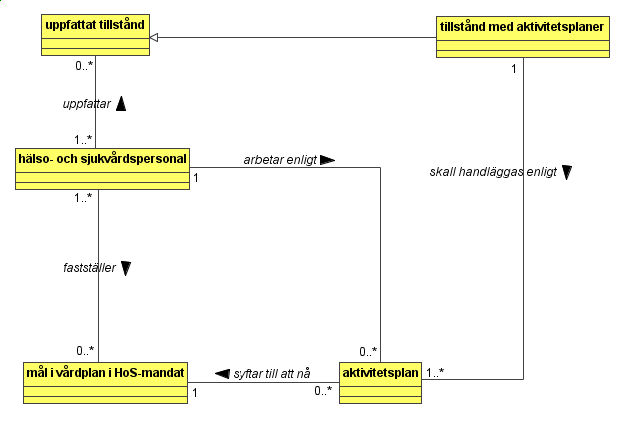 uppfattat tillstånd
tillstånd med aktivitetsplaner
0..*
1
uppfattar
1..*
hälso- och sjukvårdspersonal
arbetar enligt
1
skall handläggas enligt
1..*
fastställer
0..*
0..*
mål i vårdplan i HoS-mandat
syftar till att nå
aktivitetsplan
1..*
1
0..*